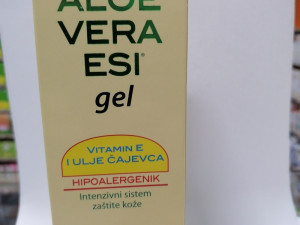 ALOE
VERA
ESI®
gel
VITAMIN E
I ULJE ČAJEVCA
HIPOALERGENIK
Intenzivni sistem
zaštite kože